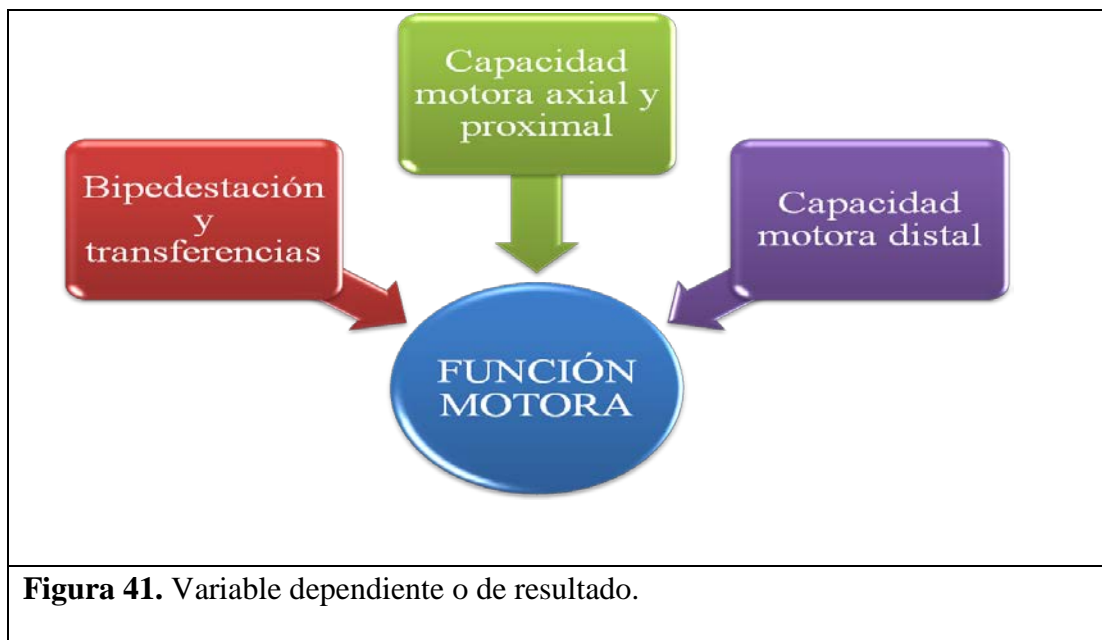 Capacidad
motora axial y
proximal
Bipedestación
y
transferencias
Capacidad
motora distal
FUNCIÓN
MOTORA
Figura 41. Variable dependiente o de resultado.